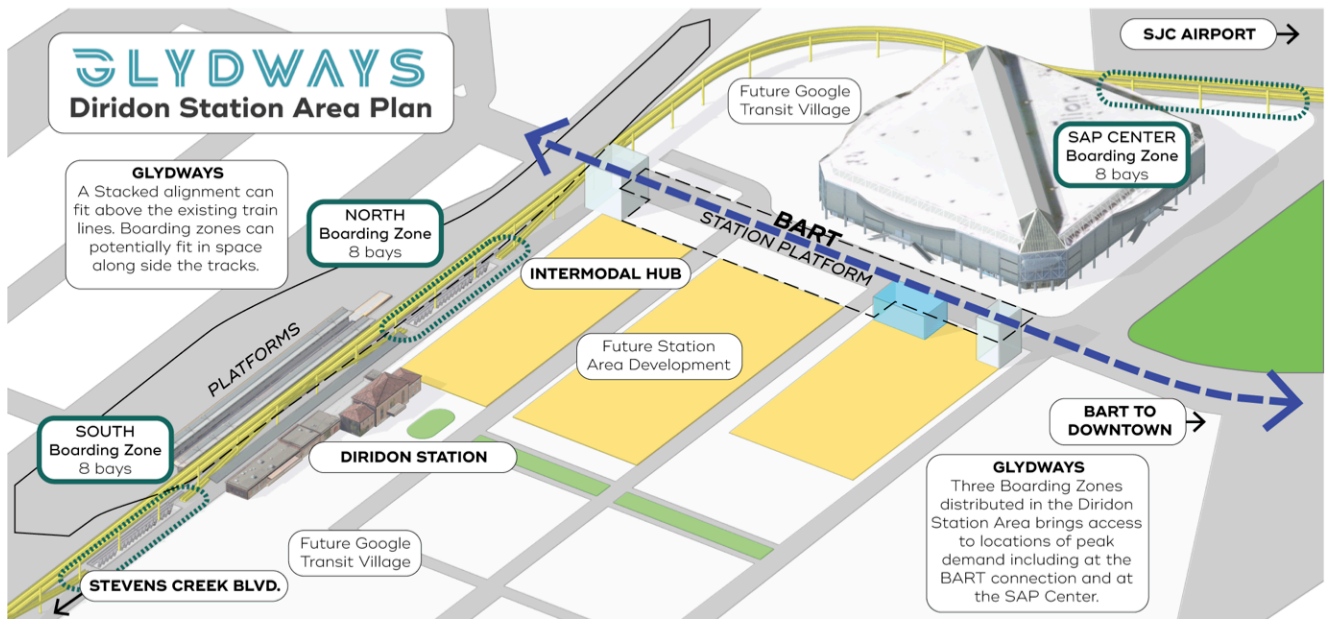 GLYDWAYS
Diridon Station Area Plan
SJC AIRPORT
Future Google
Transit Village
SAP CENTER
Boarding Zone
8 bays
GLYDWAYS
A Stacked alignment can
fit above the existing train
lines. Boarding zones can
potentially fit in space
along side the tracks.
NORTH
Boarding Zone
8 bays
BART
STATION PLATFORM
INTERMODAL HUB
PLATFORMS
Future Station
Area Development
SOUTH
Boarding Zone
8 bays
BART TO
DOWNTOWN
DIRIDON STATION
GLYDWAYS
Three Boarding Zones
distributed in the Diridon
Station Area brings access
to locations of peak
demand including at the
BART connection and at
the SAP Center.
Future Google
Transit Village
STEVENS CREEK BLVD.